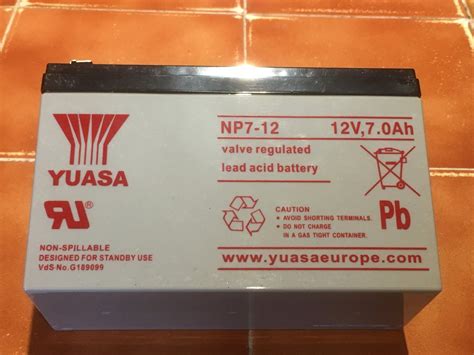 YUASA
NON-SPILLABLE
DESIGNED FOR STANDBY USE
VdS-No.G189099
NP7-12 12V,7.0Ah
valve regulated
lead acid battery
CAUTION
AVOID SHORTING TERMINALS.
DO NOT CHARGE
IN A GAS TIGHT CONTAINER.
Pb
www.yuasaeurope.com